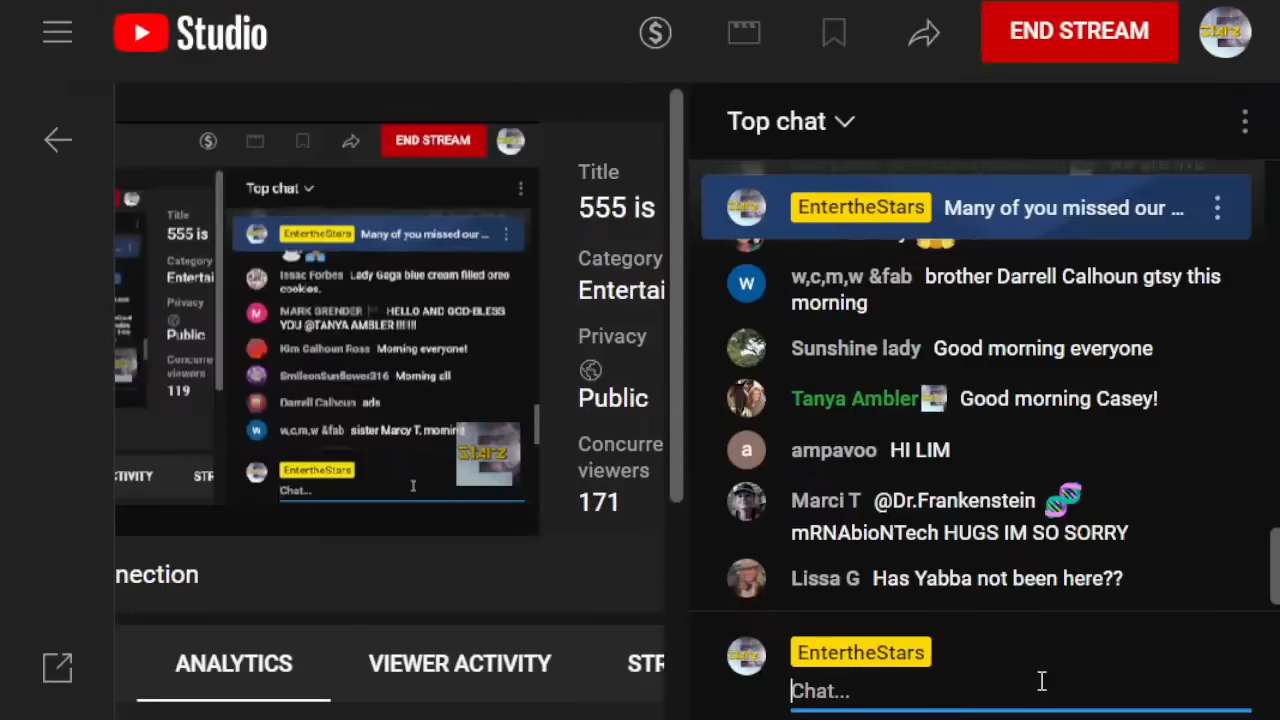 Studio
END STREAM
Starz
END STREAM
Top chat
EntertheStars Many of you missed our ...
Issac Forbes Lady Gaga blue cream filled oreo
cookies.
MARK BRENDER HELLO AND GOD-BLESS
YOU @TANYA AMBLER !!!!!!
Kim Calhoun Ross Morning everyone!
SmileonSunflower316 Morning all
Darrell Calhoun ads
w,c,m,w &fab sister Marcy T. morning
Starz
EntertheStars
Chat...
Title
555 is
Category
Entertai
Privacy
Public
Concurre
viewers
119
TIVITY
STR
Title
555 is
Category
Entertai
Privacy
Public
Concurre
viewers
171
nection
ANALYTICS
VIEWER ACTIVITY
STR
Top chat
EntertheStars Many of you missed our ...
w,c,m,w &fab brother Darrell Calhoun gtsy this
morning
Sunshine lady Good morning everyone
Tanya Ambler Good morning Casey!
a ampavoo HI LIM
Marci T @Dr.Frankenstein 🧬
mRNAbioNTech HUGS IM SO SORRY
Lissa G Has Yabba not been here??
EntertheStars
Chat...